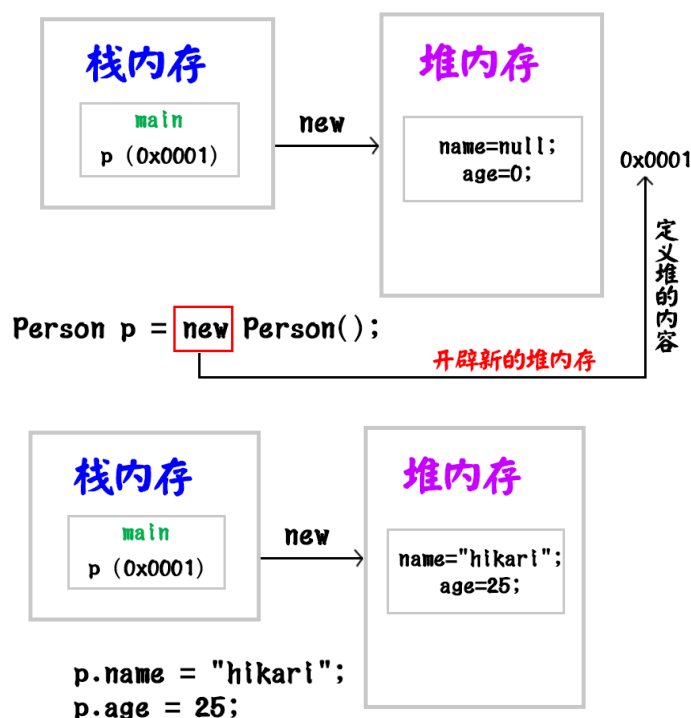 栈内存
堆内存
main
p (0x0001)
new
name=null;
age=0;
0x0001
定义堆的内容
Person p = new Person();
开辟新的堆内存
栈内存
堆内存
main
p (0x0001)
new
name="hikari";
age=25;
p.name = "hikari";
p.age = 25;